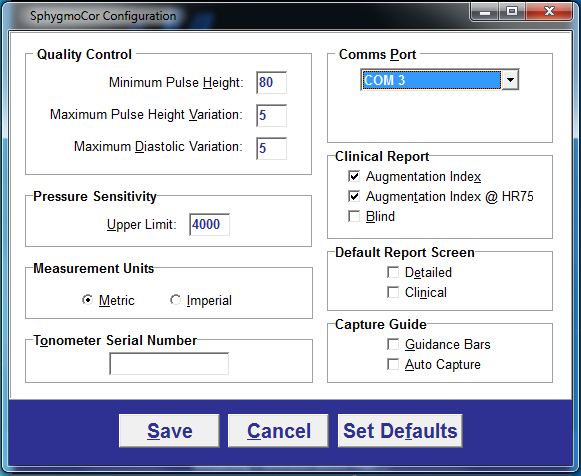 SphygmoCor Configuration
Quality Control
Minimum Pulse Height: 80
Maximum Pulse Height Variation: 5
Maximum Diastolic Variation: 5
Pressure Sensitivity
Upper Limit: 4000
Measurement Units
Metric Imperial
Tonometer Serial Number
Comms Port
COM 3
Clinical Report
Augmentation Index
Augmentation Index @ HR75
Blind
Default Report Screen
Detailed
Clinical
Capture Guide
Guidance Bars
Auto Capture
Save Cancel Set Defaults